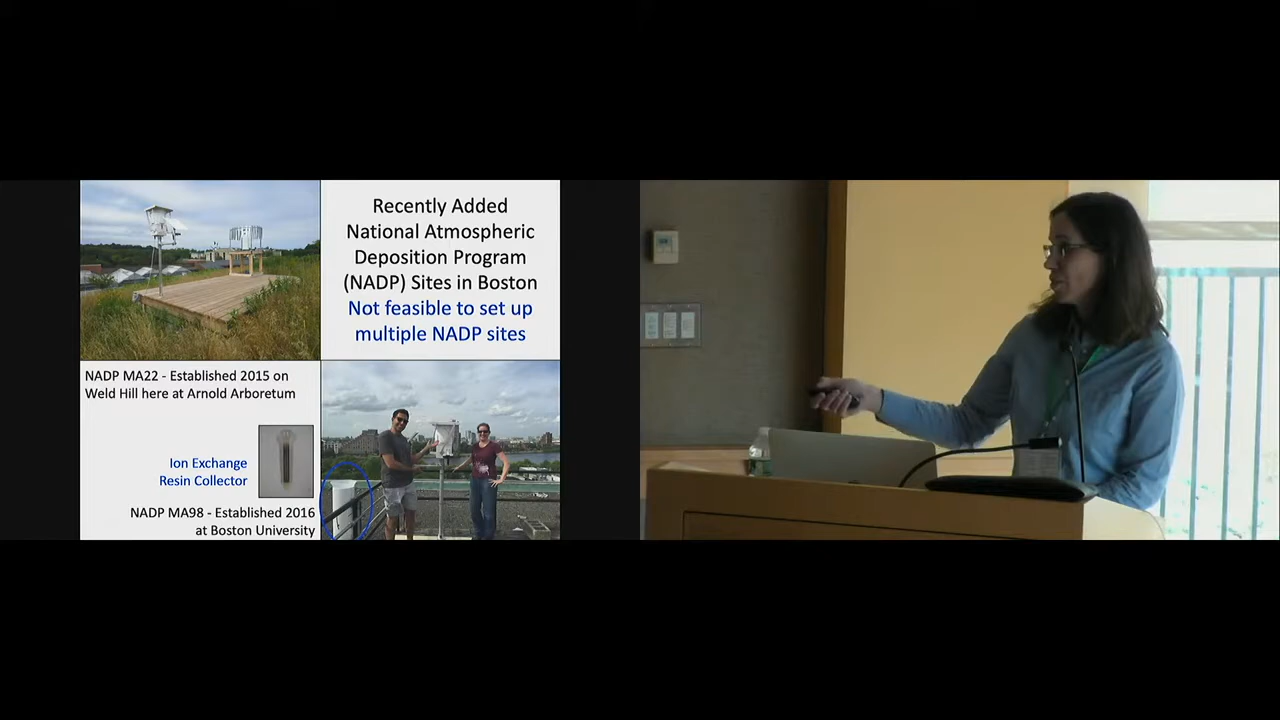 Recently Added
National Atmospheric
Deposition Program
(NADP) Sites in Boston
Not feasible to set up
multiple NADP sites
NADP MA22 - Established 2015 on
Weld Hill here at Arnold Arboretum
Ion Exchange
Resin Collector
NADP MA98 - Established 2016
at Boston University